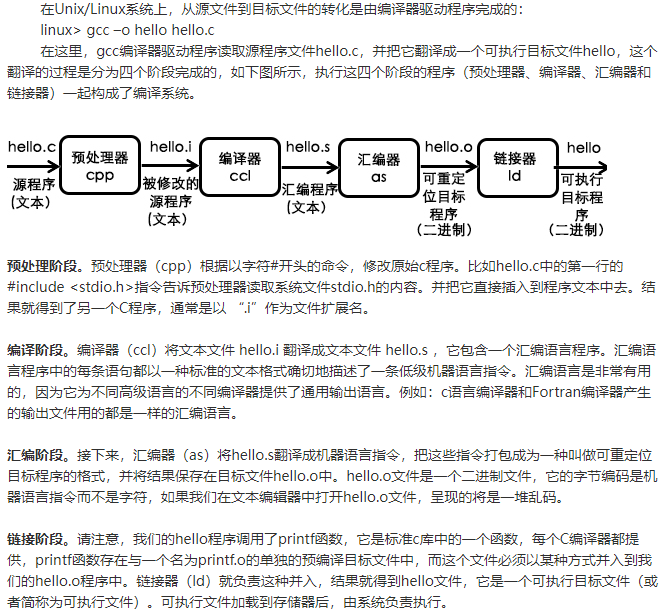 在Unix/Linux系统上，从源文件到目标文件的转化是由编译器驱动程序完成的：
linux> gcc –o hello hello.c
在这里，gcc编译器驱动程序读取源程序文件hello.c，并把它翻译成一个可执行目标文件hello，这个
翻译的过程是分为四个阶段完成的，如下图所示，执行这四个阶段的程序（预处理器、编译器、汇编器和
链接器）一起构成了编译系统。
hello.c
源程序
(文本)
预处理器
cpp
hello.i
被修改的
源程序
(文本)
编译器
ccl
hello.s
汇编程序
(文本)
汇编器
as
hello.o
可重定
位目标
程序
（二进制）
链接器
ld
hello
可执行
目标程
序
（二进制）
预处理阶段。预处理器（cpp）根据以字符#开头的命令，修改原始c程序。比如hello.c中的第一行的
#include <stdio.h>指令告诉预处理器读取系统文件stdio.h的内容。并把它直接插入到程序文本中去。结
果就得到了另一个C程序，通常是以 “.i”作为文件扩展名。
编译阶段。编译器（ccl）将文本文件 hello.i 翻译成文本文件 hello.s ，它包含一个汇编语言程序。汇编语
言程序中的每条语句都以一种标准的文本格式确切地描述了一条低级机器语言指令。汇编语言是非常有用
的，因为它为不同高级语言的不同编译器提供了通用输出语言。例如：c语言编译器和Fortran编译器产生
的输出文件用的都是一样的汇编语言。
汇编阶段。接下来，汇编器（as）将hello.s翻译成机器语言指令，把这些指令打包成为一种叫做可重定位
目标程序的格式，并将结果保存在目标文件hello.o中。hello.o文件是一个二进制文件，它的字节编码是机
器语言指令而不是字符，如果我们在文本编辑器中打开hello.o文件，呈现的将是一堆乱码。
链接阶段。请注意，我们的hello程序调用了printf函数，它是标准c库中的一个函数，每个C编译器都提
供，printf函数存在与一个名为printf.o的单独的预编译目标文件中，而这个文件必须以某种方式并入到我
们的hello.o程序中。链接器（ld）就负责这种并入，结果就得到hello文件，它是一个可执行目标文件（或
者简称为可执行文件）。可执行文件加载到存储器后，由系统负责执行。